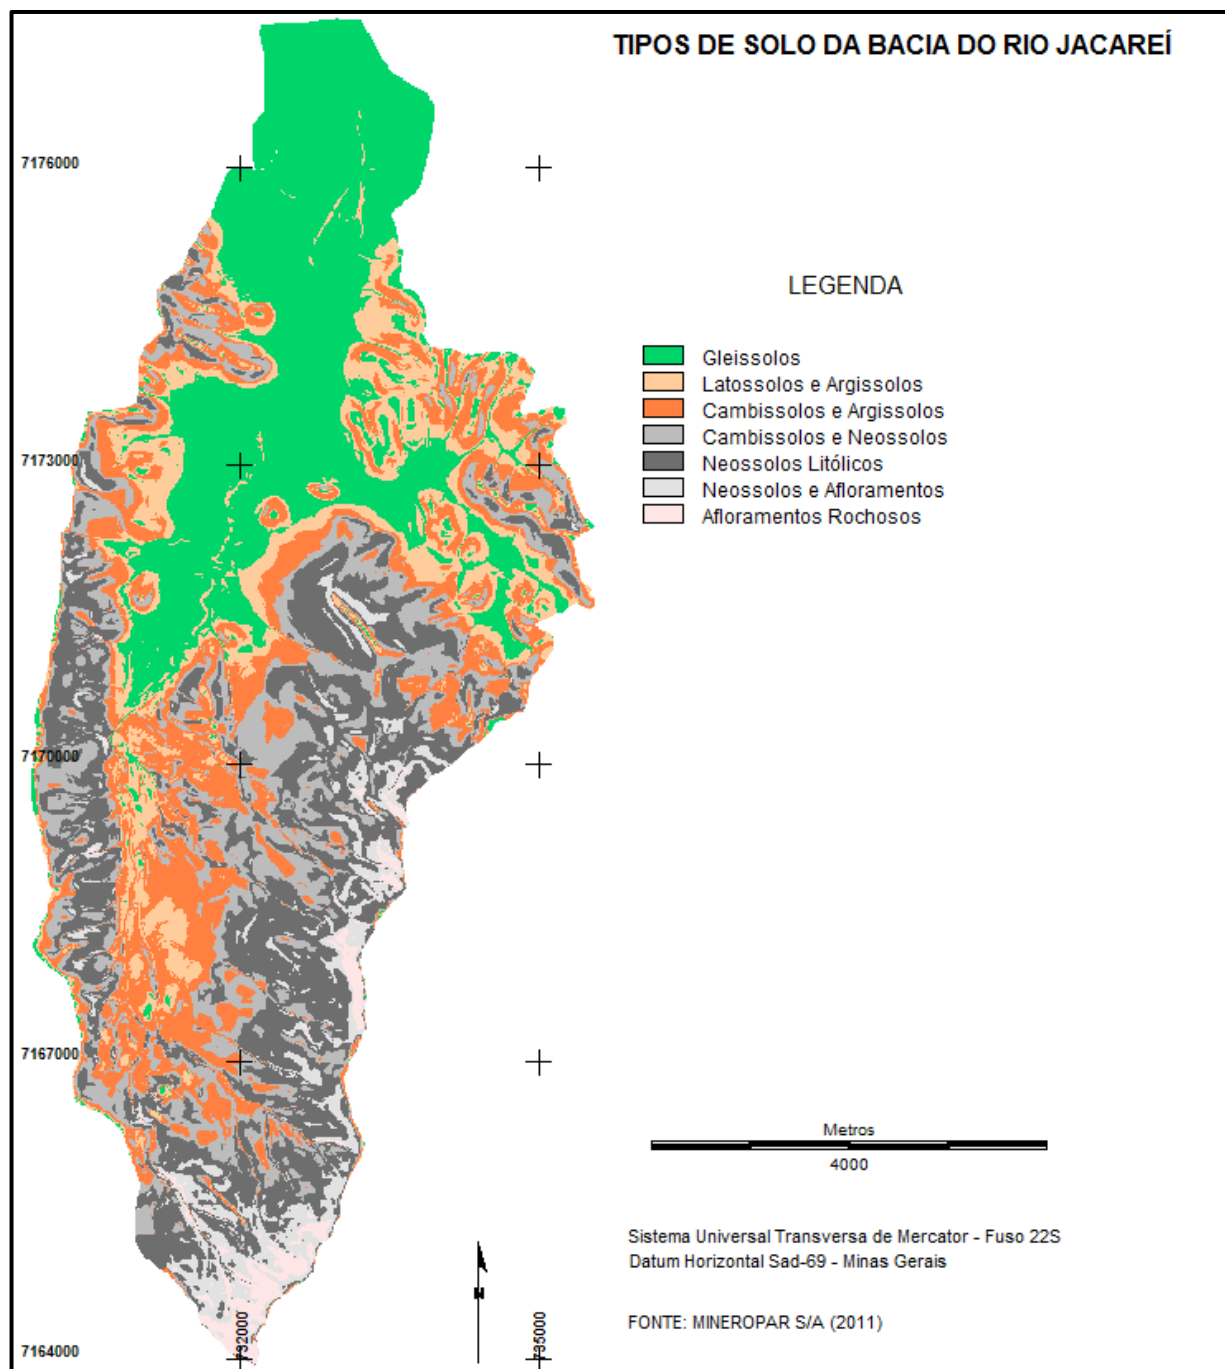 TIPOS DE SOLO DA BACIA DO RIO JACAREÍ
7176000
LEGENDA
Gleissolos
Latossolos e Argissolos
Cambissolos e Argissolos
Cambissolos e Neossolos
Neossolos Litólicos
Neossolos e Afloramentos
Afloramentos Rochosos
7173000
7170000
7167000
Metros
4000
Sistema Universal Transversa de Mercator - Fuso 22S
Datum Horizontal Sad-69 - Minas Gerais
N
FONTE: MINEROPAR S/A (2011)
7164000
732000
735000